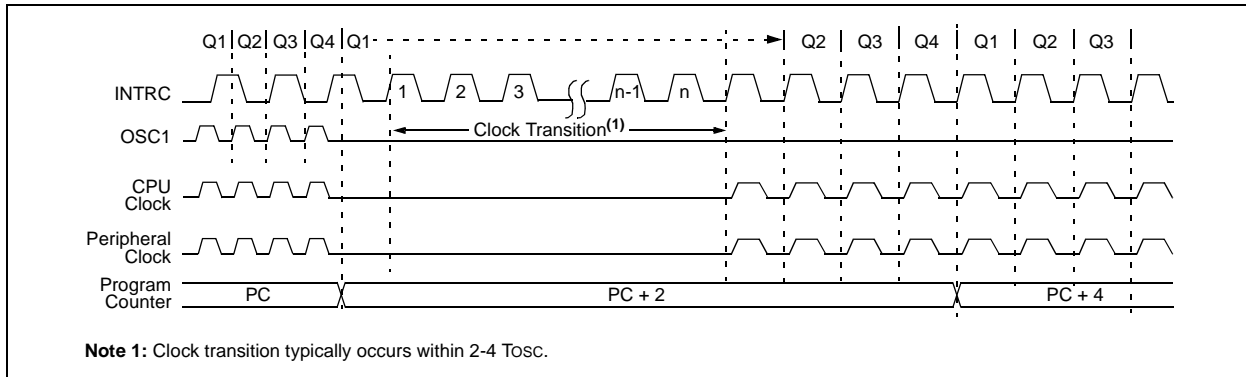 Q1 Q2 Q3 Q4 Q1 Q2 Q3 Q4 Q1 Q2 Q3
INTRC 1 2 3 n-1 n
OSC1 Clock Transition(1)
CPU
Clock
Peripheral
Clock
Program
Counter
PC PC + 2 PC + 4
Note 1: Clock transition typically occurs within 2-4 TOSC.